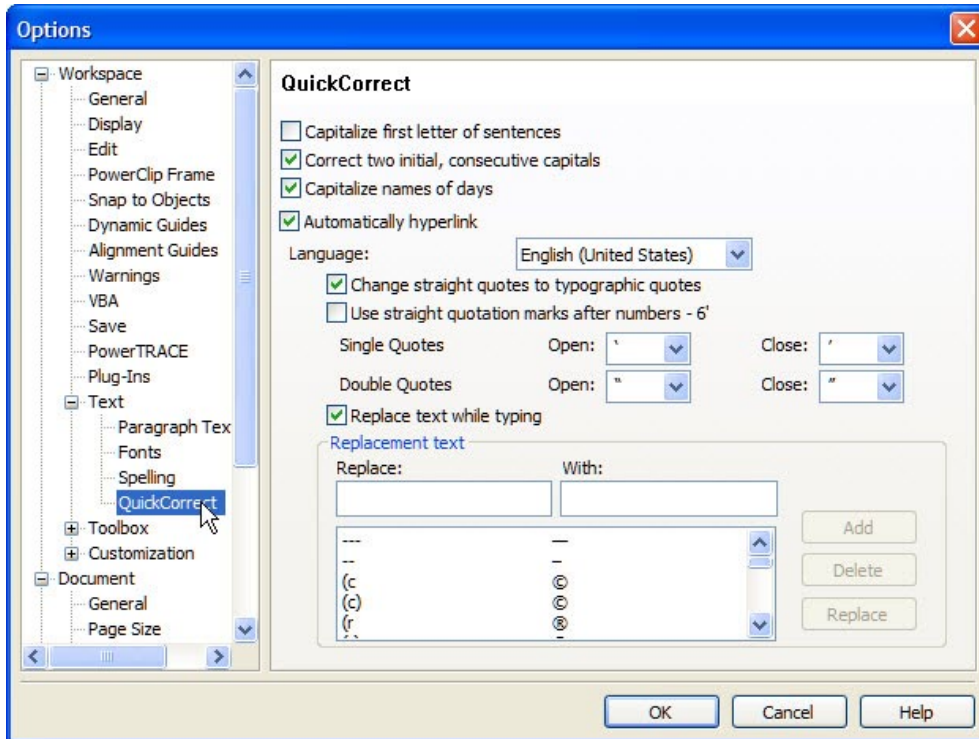 Options
Workspace
General
Display
Edit
PowerClip Frame
Snap to Objects
Dynamic Guides
Alignment Guides
Warnings
VBA
Save
PowerTRACE
Plug-Ins
Text
Paragraph Tex
Fonts
Spelling
QuickCorrect
Toolbox
Customization
Document
General
Page Size
QuickCorrect
Capitalize first letter of sentences
Correct two initial, consecutive capitals
Capitalize names of days
Automatically hyperlink
Language: English (United States)
Change straight quotes to typographic quotes
Use straight quotation marks after numbers - 6'
Single Quotes Open: ‘ Close: ’
Double Quotes Open: “ Close: ”
Replace text while typing
Replacement text
Replace: With:
--- —
-- –
(c ©
(c) ©
(r ®
Add
Delete
Replace
OK Cancel Help